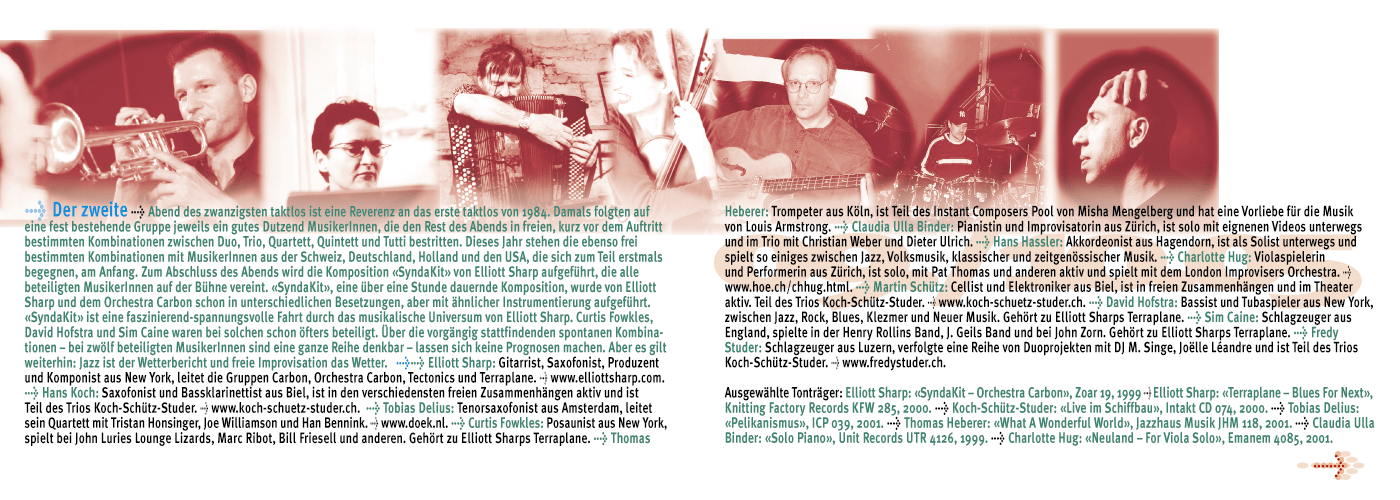 Der zweite Abend des zwanzigsten taktlos ist eine Reverenz an das erste taktlos von 1984. Damals folgten auf
eine fest bestehende Gruppe jeweils ein gutes Dutzend MusikerInnen, die den Rest des Abends in freien, kurz vor dem Auftritt
bestimmten Kombinationen zwischen Duo, Trio, Quartett, Quintett und Tutti bestritten. Dieses Jahr stehen die ebenso frei
bestimmten Kombinationen mit MusikerInnen aus der Schweiz, Deutschland, Holland und den USA, die sich zum Teil erstmals
begegnen, am Anfang. Zum Abschluss des Abends wird die Komposition «SyndaKit» von Elliott Sharp aufgeführt, die alle
beteiligten MusikerInnen auf der Bühne vereint. «SyndaKit», eine über eine Stunde dauernde Komposition, wurde von Elliott
Sharp und dem Orchestra Carbon schon in unterschiedlichen Besetzungen, aber mit ähnlicher Instrumentierung aufgeführt.
«SyndaKit» ist eine faszinierend-spannungsvolle Fahrt durch das musikalische Universum von Elliott Sharp. Curtis Fowlkes,
David Hofstra und Sim Caine waren bei solchen schon öfters beteiligt. Über die vorgängig stattfindenden spontanen Kombina-
tionen – bei zwölf beteiligten MusikerInnen sind eine ganze Reihe denkbar – lassen sich keine Prognosen machen. Aber es gilt
weiterhin: Jazz ist der Wetterbericht und freie Improvisation das Wetter. Elliott Sharp: Gitarrist, Saxofonist, Produzent
und Komponist aus New York, leitet die Gruppen Carbon, Orchestra Carbon, Tectonics und Terraplane. www.elliottsharp.com.
Hans Koch: Saxofonist und Bassklarinettist aus Biel, ist in den verschiedensten freien Zusammenhängen aktiv und ist
Teil des Trios Koch-Schütz-Studer. www.koch-schuetz-studer.ch. Tobias Delius: Tenorsaxofonist aus Amsterdam, leitet
sein Quartett mit Tristan Honsinger, Joe Williamson und Han Bennink. www.doek.nl. Curtis Fowkles: Posaunist aus New York,
spielt bei John Luries Lounge Lizards, Marc Ribot, Bill Friesell und anderen. Gehört zu Elliott Sharps Terraplane. Thomas
Heberer: Trompeter aus Köln, ist Teil des Instant Composers Pool von Misha Mengelberg und hat eine Vorliebe für die Musik
von Louis Armstrong. Claudia Ulla Binder: Pianistin und Improvisatorin aus Zürich, ist solo mit eignenen Videos unterwegs
und im Trio mit Christian Weber und Dieter Ulrich. Hans Hassler: Akkordeonist aus Hagendorn, ist als Solist unterwegs und
spielt so einiges zwischen Jazz, Volksmusik, klassischer und zeitgenössischer Musik. Charlotte Hug: Violaspielerin
und Performerin aus Zürich, ist solo, mit Pat Thomas und anderen aktiv und spielt mit dem London Improvisers Orchestra.
www.hoe.ch/chhug.html. Martin Schütz: Cellist und Elektroniker aus Biel, ist in freien Zusammenhängen und im Theater
aktiv. Teil des Trios Koch-Schütz-Studer. www.koch-schuetz-studer.ch. David Hofstra: Bassist und Tubaspieler aus New York,
zwischen Jazz, Rock, Blues, Klezmer und Neuer Musik. Gehört zu Elliott Sharps Terraplane. Sim Caine: Schlagzeuger aus
England, spielte in der Henry Rollins Band, J. Geils Band und bei John Zorn. Gehört zu Elliott Sharps Terraplane. Fredy
Studer: Schlagzeuger aus Luzern, verfolgte eine Reihe von Duoprojekten mit DJ M. Singe, Joëlle Léandre und ist Teil des Trios
Koch-Schütz-Studer. www.fredystuder.ch.
Ausgewählte Tonträger: Elliott Sharp: «SyndaKit – Orchestra Carbon», Zoar 19, 1999 Elliott Sharp: «Terraplane – Blues For Next»,
Knitting Factory Records KFW 285, 2000. Koch-Schütz-Studer: «Live im Schiffbau», Intakt CD 074, 2000. Tobias Delius:
«Pelikanismus», ICP 039, 2001. Thomas Heberer: «What A Wonderful World», Jazzhaus Musik JHM 118, 2001. Claudia Ulla
Binder: «Solo Piano», Unit Records UTR 4126, 1999. Charlotte Hug: «Neuland – For Viola Solo», Emanem 4085, 2001.